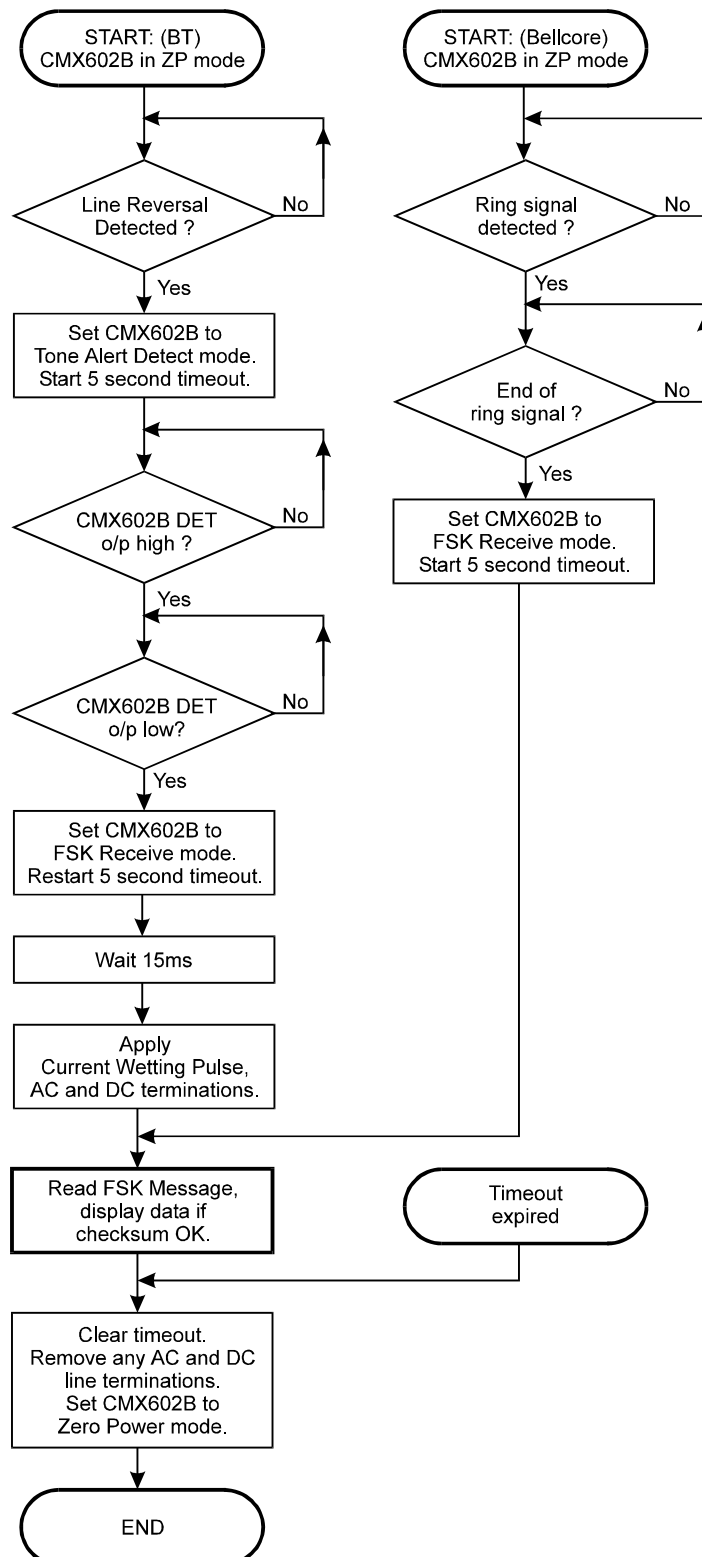 START: (BT)
CMX602B in ZP mode
Line Reversal
Detected ?
No
Yes
Set CMX602B to
Tone Alert Detect mode.
Start 5 second timeout.
CMX602B DET
o/p high ?
No
Yes
CMX602B DET
o/p low?
No
Yes
Set CMX602B to
FSK Receive mode.
Restart 5 second timeout.
Wait 15ms
Apply
Current Wetting Pulse,
AC and DC terminations.
START: (Bellcore)
CMX602B in ZP mode
Ring signal
detected ?
No
Yes
End of
ring signal ?
No
Yes
Set CMX602B to
FSK Receive mode.
Start 5 second timeout.
Read FSK Message,
display data if
checksum OK.
Timeout
expired
Clear timeout.
Remove any AC and DC
line terminations.
Set CMX602B to
Zero Power mode.
END